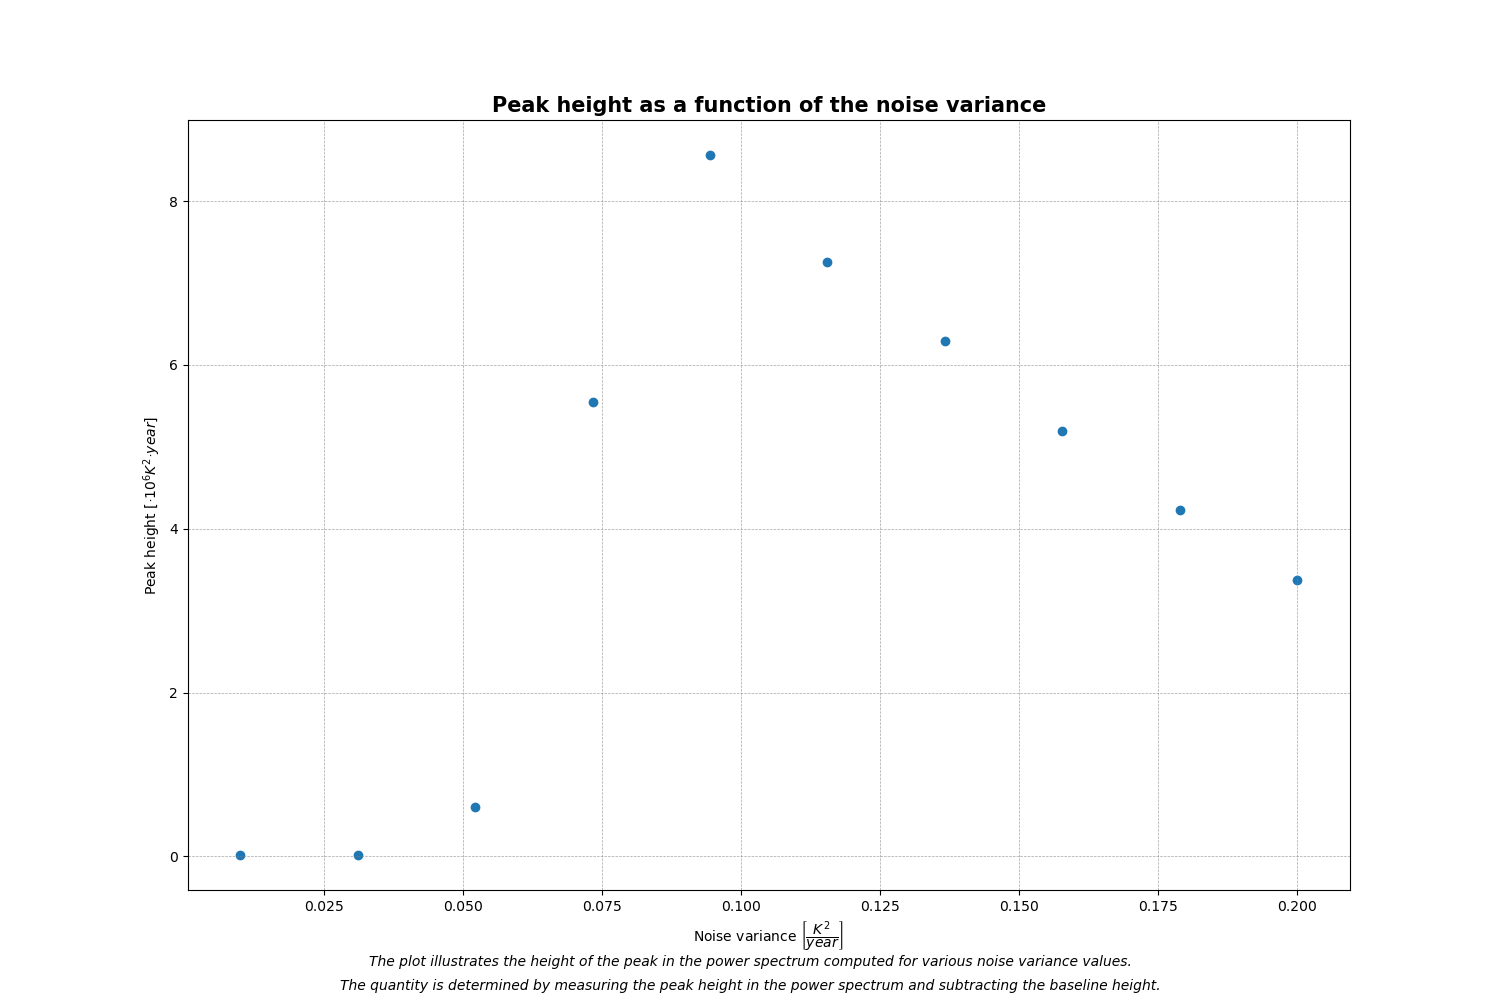 Peak height as a function of the noise variance
8
6
4
2
0
Peak height [·10⁶K²·year]
0.025 0.050 0.075 0.100 0.125 0.150 0.175 0.200
Noise variance [K²/year]
The plot illustrates the height of the peak in the power spectrum computed for various noise variance values.
The quantity is determined by measuring the peak height in the power spectrum and subtracting the baseline height.